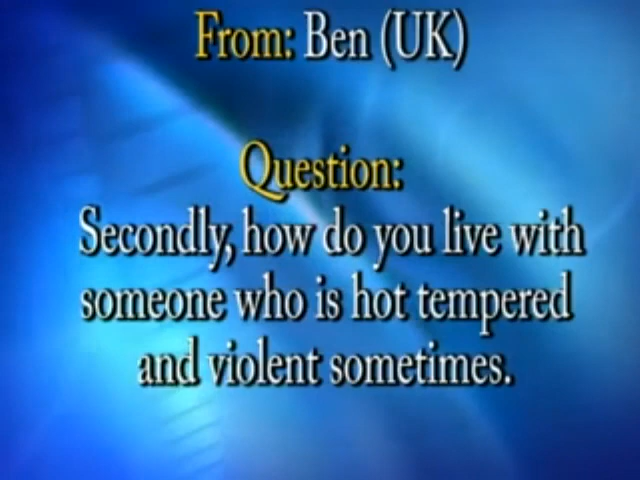 From: Ben (UK)
Question:
Secondly, how do you live with
someone who is hot tempered
and violent sometimes.